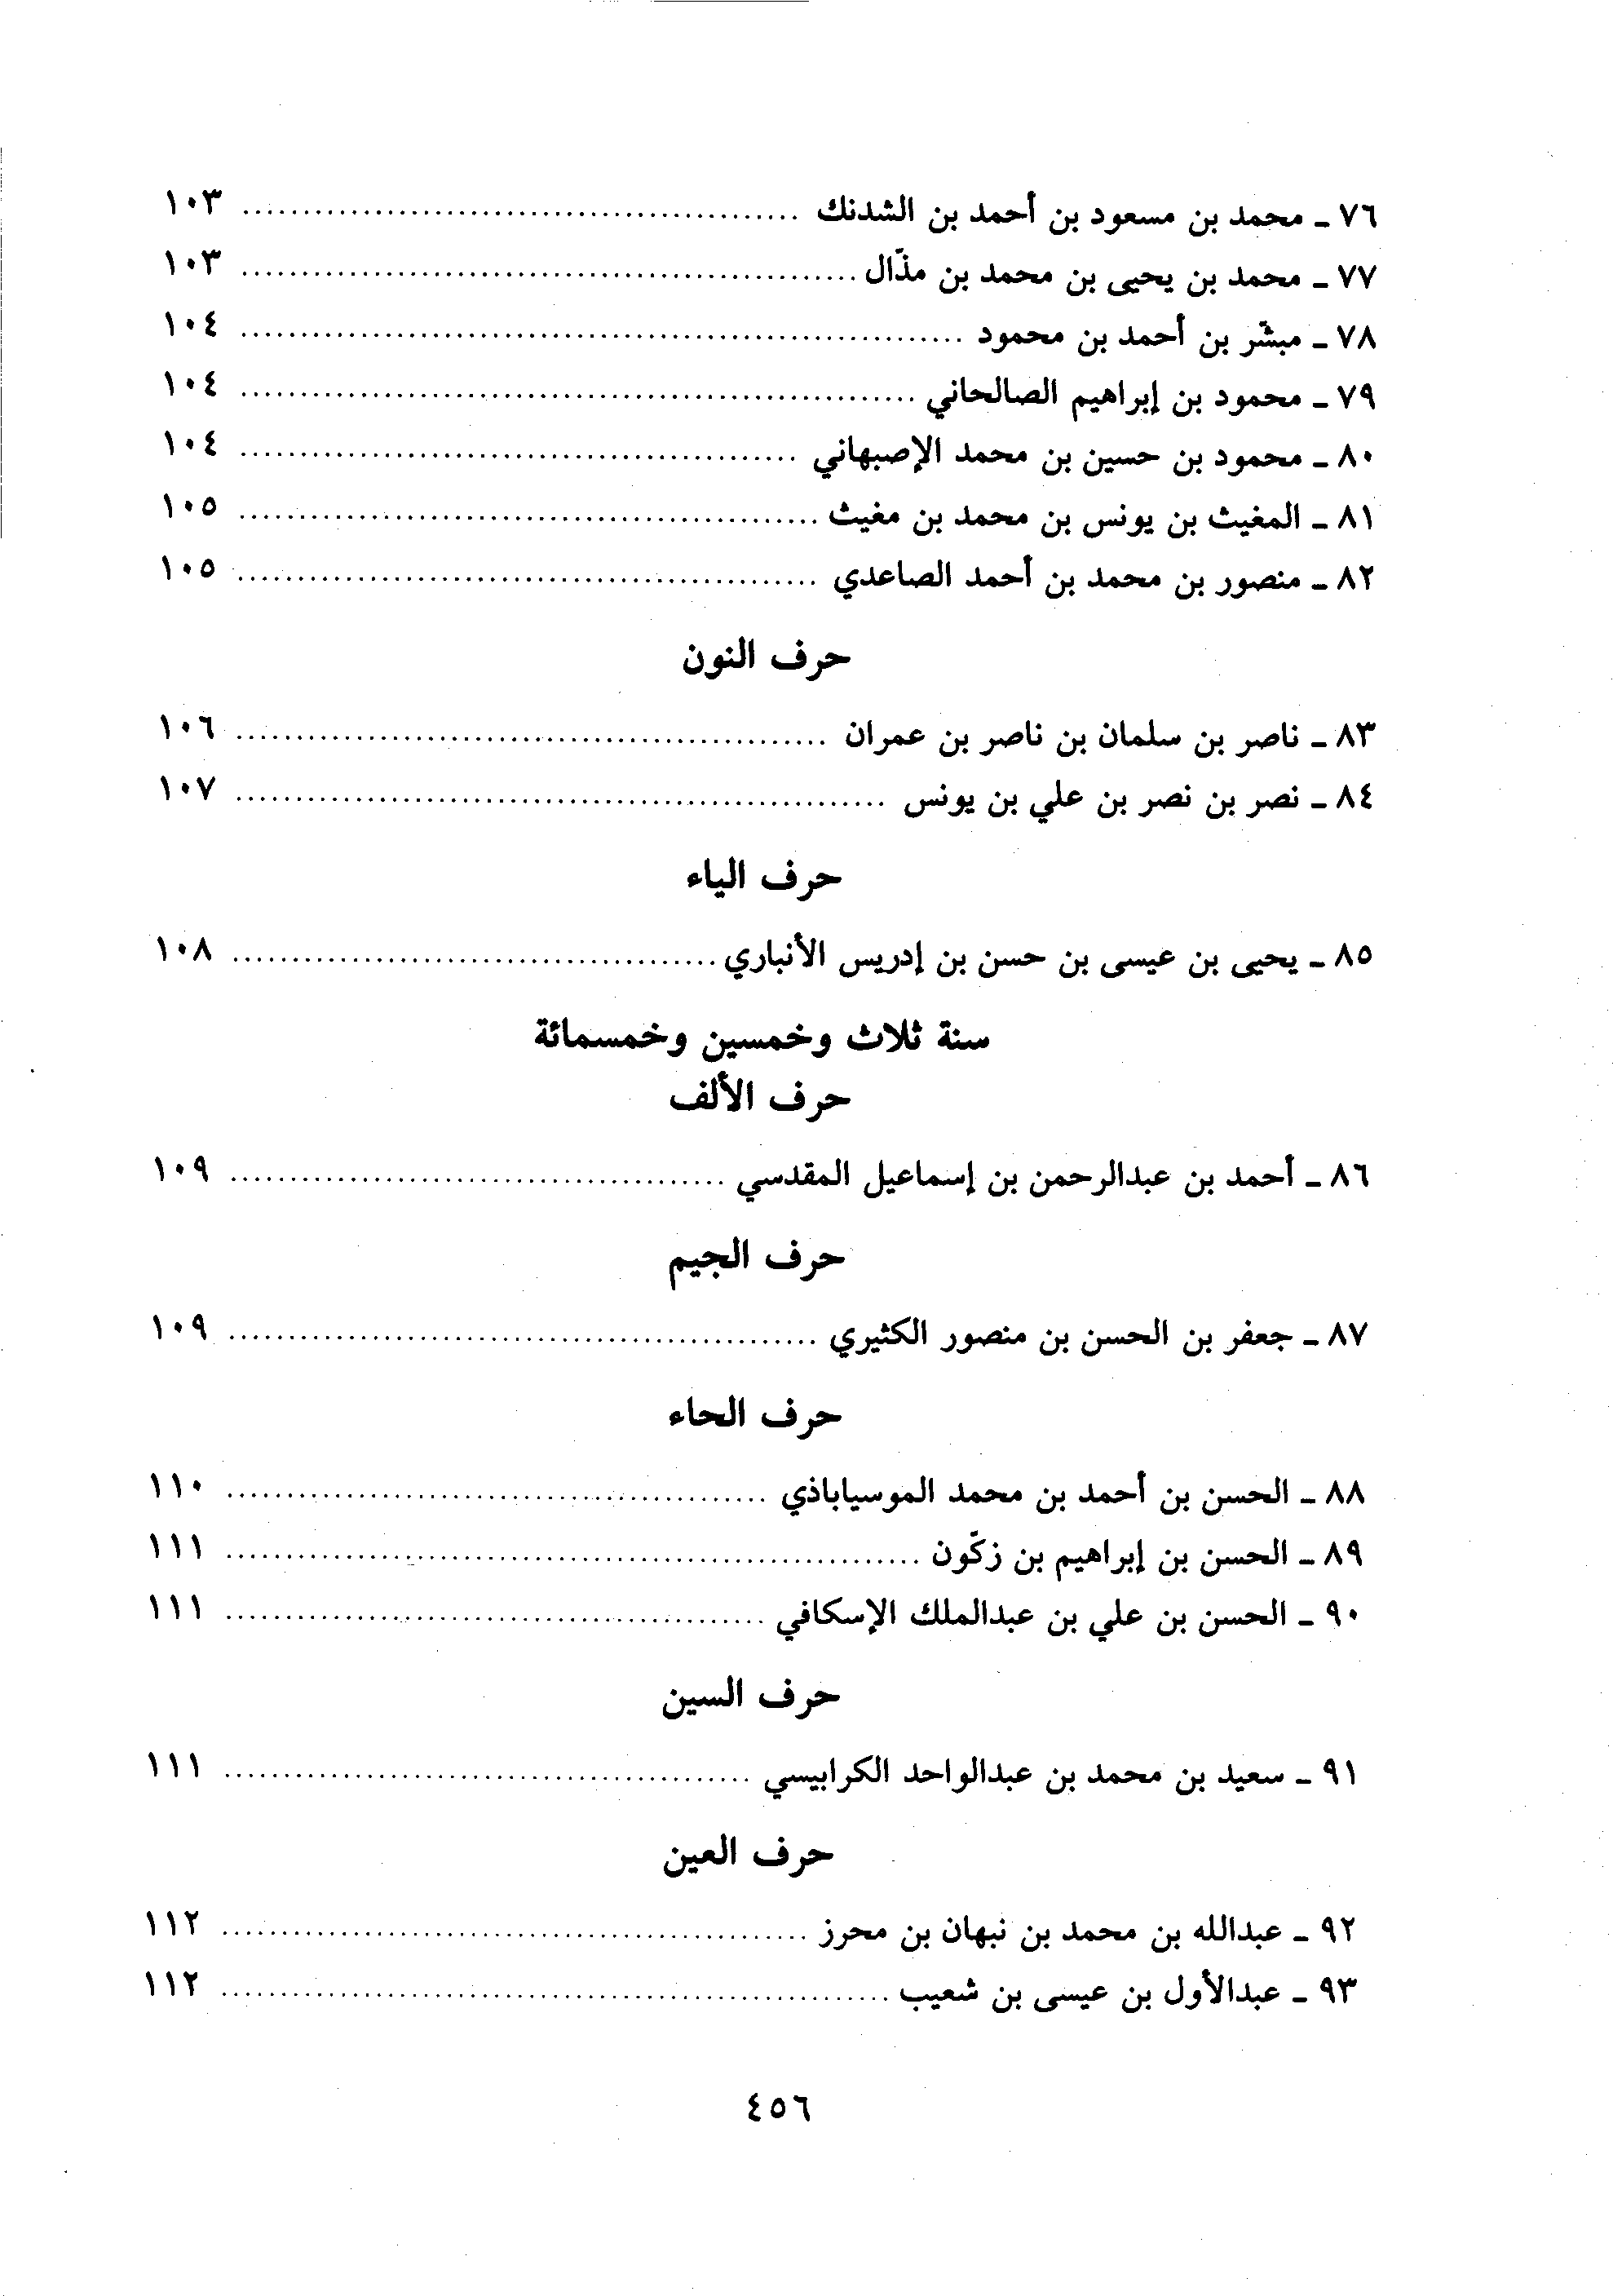 ٧٦ ـ محمد بن مسعود بن أحمد بن الشدنك ........................ ١٠٣
٧٧ ـ محمد بن يحيى بن محمد بن مذّال ........................ ١٠٣
٧٨ ـ مبشّر بن أحمد بن محمود ........................ ١٠٤
٧٩ ـ محمود بن إبراهيم الصالحاني ........................ ١٠٤
٨٠ ـ محمود بن حسين بن محمد الإصبهاني ........................ ١٠٤
٨١ ـ المغيث بن يونس بن محمد بن مغيث ........................ ١٠٥
٨٢ ـ منصور بن محمد بن أحمد الصاعدي ........................ ١٠٥
حرف النون
٨٣ ـ ناصر بن سلمان بن ناصر بن عمران ........................ ١٠٦
٨٤ ـ نصر بن نصر بن علي بن يونس ........................ ١٠٧
حرف الياء
٨٥ ـ يحيى بن عيسى بن حسن بن إدريس الأنباري ........................ ١٠٨
سنة ثلاث وخمسين وخمسمائة
حرف الألف
٨٦ ـ أحمد بن عبدالرحمن بن إسماعيل المقدسي ........................ ١٠٩
حرف الجيم
٨٧ ـ جعفر بن الحسن بن منصور الكثيري ........................ ١٠٩
حرف الحاء
٨٨ ـ الحسن بن أحمد بن محمد الموسياباذي ........................ ١١٠
٨٩ ـ الحسن بن إبراهيم بن زكّون ........................ ١١١
٩٠ ـ الحسن بن علي بن عبدالملك الإسكافي ........................ ١١١
حرف السين
٩١ ـ سعيد بن محمد بن عبدالواحد الكرابيسي ........................ ١١١
حرف العين
٩٢ ـ عبدالله بن محمد بن نبهان بن محرز ........................ ١١٢
٩٣ ـ عبدالأول بن عيسى بن شعيب ........................ ١١٢
٤٥٦